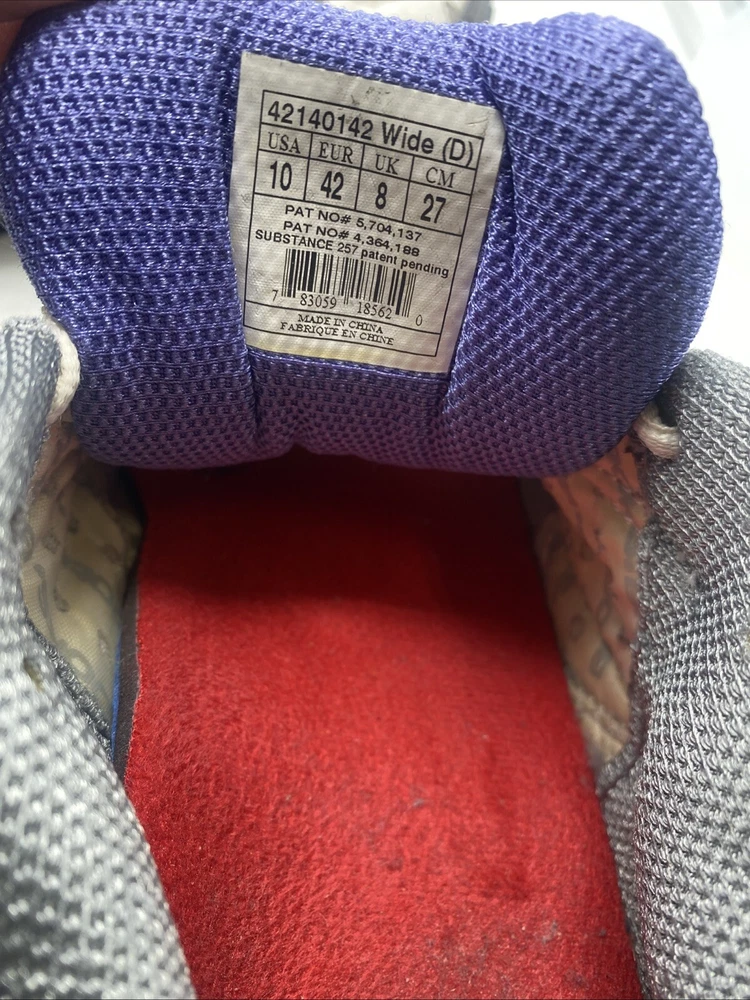 42140142 Wide (D)
USA EUR UK CM
10 42 8 27
PAT NO# 5,704,137
PAT NO# 4,364,188
SUBSTANCE 257 patent pending
7 83059 18562 0
MADE IN CHINA
FABRIQUE EN CHINE